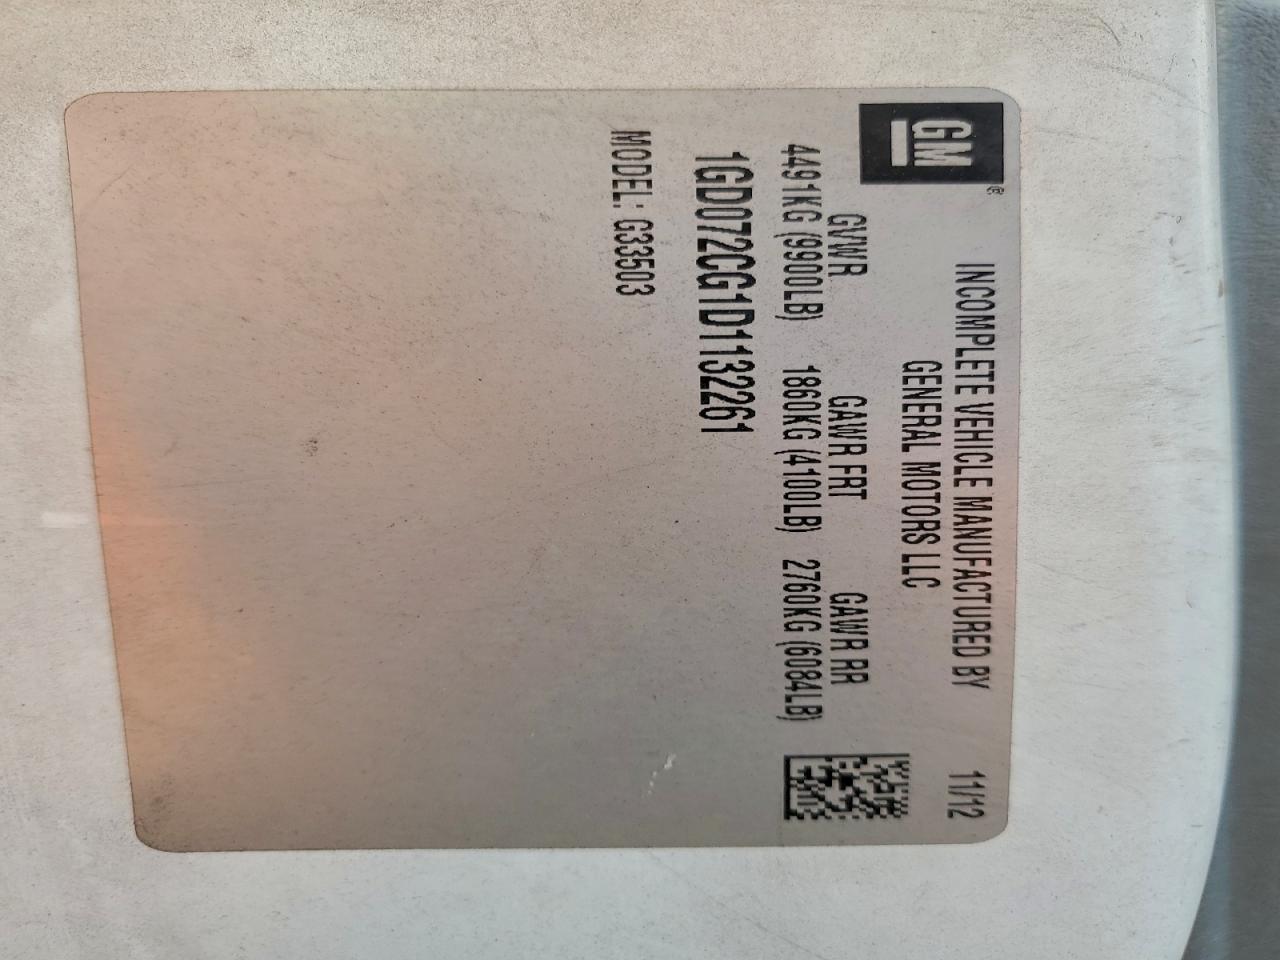 GM®
INCOMPLETE VEHICLE MANUFACTURED BY 11/12
GENERAL MOTORS LLC
GVWR GAWR FRT GAWR RR
4491KG (9900LB) 1860KG (4100LB) 2760KG (6084LB)
1GD072CG1D1132261
MODEL: G33503